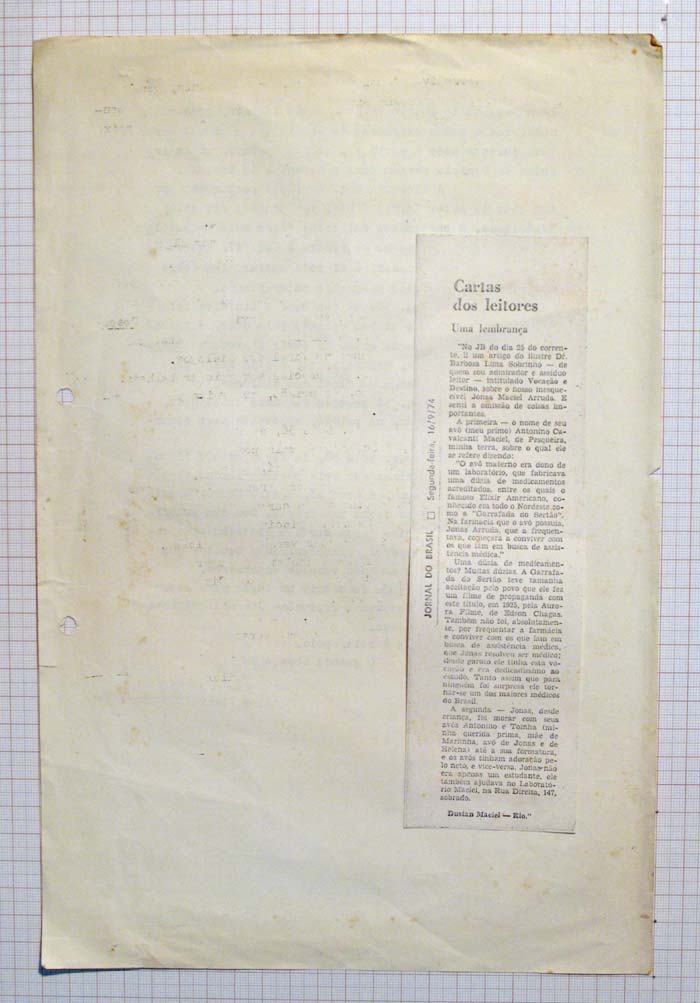 Cartas
dos leitores
Uma lembrança
"No JB do dia 25 do corren-
te, li um artigo do ilustre Dr.
Barbosa Lima Sobrinho — de
quem sou admirador e assíduo
leitor — intitulado Vocação e
Destino, sobre o nosso inesque-
cível Jonas Maciel Arruda. E
senti a omissão de coisas im-
portantes.
A primeira — o nome de seu
avô (meu primo) Antonino Ca-
valcanti Maciel, de Pesqueira,
minha terra, sobre o qual ele
se refere dizendo:
"O avô materno era dono de
um laboratório, que fabricava
uma dúzia de medicamentos
acreditados, entre os quais o
famoso Elixir Americano, co-
nhecido em todo o Nordeste co-
mo a "Garrafada do Sertão".
Na farmácia que o avô possuía,
Jonas Arruda, que a frequen-
tava, começara a conviver com
os que iam em busca de assis-
tência médica."
Uma dúzia de medicamen-
tos? Muitas dúzias. A Garrafa-
da do Sertão teve tamanha
aceitação pelo povo que ele fez
um filme de propaganda com
este título, em 1925, pela Auro-
ra Filme, de Edson Chagas.
Também não foi, absolutamen-
te, por frequentar a farmácia
e conviver com os que iam em
busca de assistência médica,
que Jonas resolveu ser médico;
desde garoto ele tinha esta vo-
cação e era dedicadíssimo ao
estudo. Tanto assim que para
ninguém foi surpresa ele tor-
nar-se um dos maiores médicos
do Brasil.
A segunda — Jonas, desde
criança, foi morar com seus
avós Antonino e Toinha (mi-
nha querida prima, mãe de
Marlinha, avó de Jonas e de
Helena) até a sua formatura,
e os avós tinham adoração pe-
lo neto, e vice-versa. Jonas não
era apenas um estudante, ele
também ajudava no Laborató-
rio Maciel, na Rua Direita, 147,
sobrado.
Dustan Maciel — Rio."
JORNAL DO BRASIL □ Segunda-feira, 16/9/74